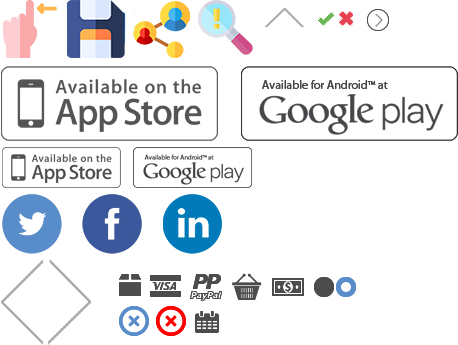 Available on the
App Store
Available for Android™ at
Google play
Available on the
App Store
Available for Android™ at
Google play
f
in
VISA
PP
PayPal
$